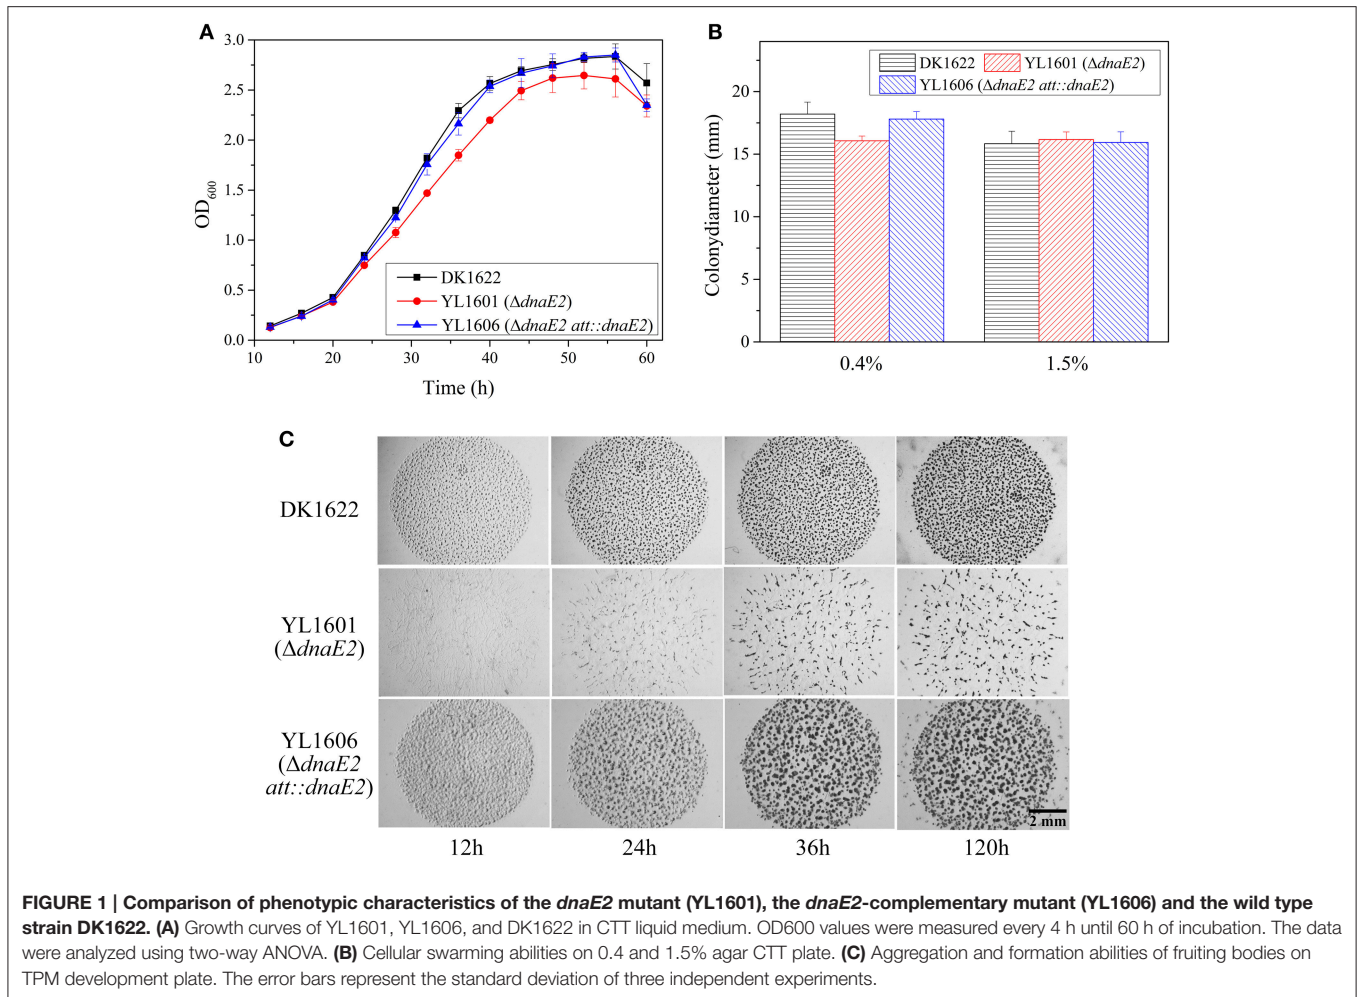 A
3.0
2.5
2.0
1.5
1.0
0.5
0.0
OD600
10
20
30
40
50
60
Time (h)
DK1622
YL1601 (ΔdnaE2)
YL1606 (ΔdnaE2 att::dnaE2)
B
20
15
10
5
0
Colonydiameter (mm)
DK1622 YL1601 (ΔdnaE2)
YL1606 (ΔdnaE2 att::dnaE2)
0.4%
1.5%
C
DK1622
YL1601
(ΔdnaE2)
YL1606
(ΔdnaE2
att::dnaE2)
2 mm
12h
24h
36h
120h
FIGURE 1 | Comparison of phenotypic characteristics of the dnaE2 mutant (YL1601), the dnaE2-complementary mutant (YL1606) and the wild type
strain DK1622. (A) Growth curves of YL1601, YL1606, and DK1622 in CTT liquid medium. OD600 values were measured every 4 h until 60 h of incubation. The data
were analyzed using two-way ANOVA. (B) Cellular swarming abilities on 0.4 and 1.5% agar CTT plate. (C) Aggregation and formation abilities of fruiting bodies on
TPM development plate. The error bars represent the standard deviation of three independent experiments.